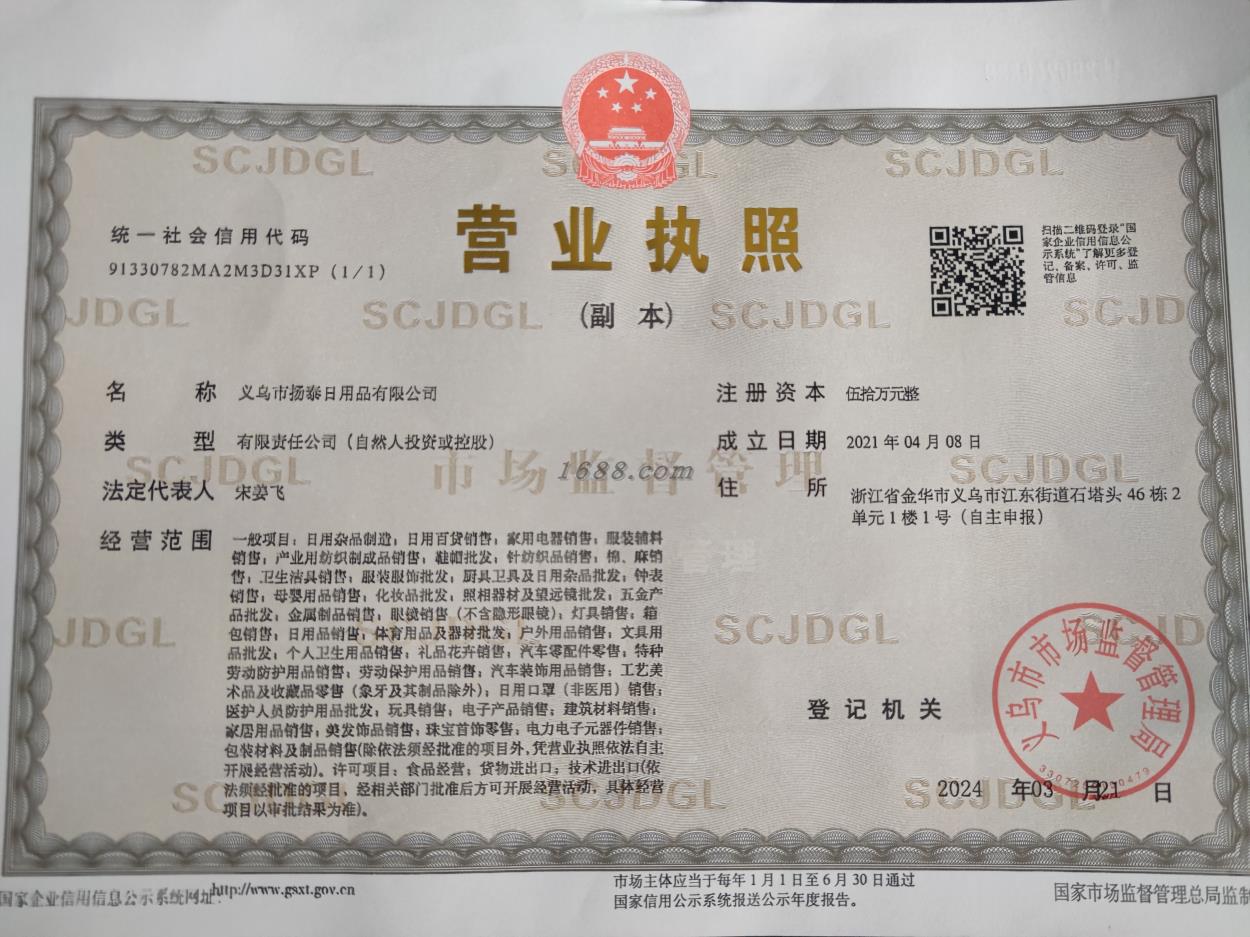 营业执照
(副 本)
统一社会信用代码
91330782MA2M3D31XP (1/1)
扫描二维码登录“国
家企业信用信息公
示系统”了解更多登
记、备案、许可、监
管信息
名 称 义乌市扬泰日用品有限公司
类 型 有限责任公司（自然人投资或控股）
法定代表人 宋姜飞
经营范围 一般项目：日用杂品制造；日用百货销售；家用电器销售；服装辅料
销售；产业用纺织制成品销售；鞋帽批发；针纺织品销售；棉、麻销
售；卫生洁具销售；服装服饰批发；厨具卫具及日用杂品批发；钟表
销售；母婴用品销售；化妆品批发；照相器材及望远镜批发；五金产
品批发；金属制品销售；眼镜销售（不含隐形眼镜）；灯具销售；箱
包销售；日用品销售；体育用品及器材批发；户外用品销售；文具用
品批发；个人卫生用品销售；礼品花卉销售；汽车零配件零售；特种
劳动防护用品销售；劳动保护用品销售；汽车装饰用品销售；工艺美
术品及收藏品零售（象牙及其制品除外）；日用口罩（非医用）销售；
医护人员防护用品批发；玩具销售；电子产品销售；建筑材料销售；
家居用品销售；美发饰品销售；珠宝首饰零售；电力电子元器件销售；
包装材料及制品销售(除依法须经批准的项目外,凭营业执照依法自主
开展经营活动)。许可项目：食品经营；货物进出口；技术进出口(依
法须经批准的项目，经相关部门批准后方可开展经营活动，具体经营
项目以审批结果为准)。
注册资本 伍拾万元整
成立日期 2021年04月08日
住 所 浙江省金华市义乌市江东街道石塔头46栋2
单元1楼1号（自主申报）
登记机关
义乌市市场监督管理局
2024 年03 月21 日
SCJDGL
SCJDGL
SCJDGL
JDGL
SCJDGL
SCJDGL
SCJD
SCJDGL
市场监督管理
SCJDGL
JDGL
SCJDGL
SCJDGL
SCJDGL
1688.com
国家企业信用信息公示系统网址：http://www.gsxt.gov.cn
市场主体应当于每年1月1日至6月30日通过
国家信用公示系统报送公示年度报告。
国家市场监督管理总局监制